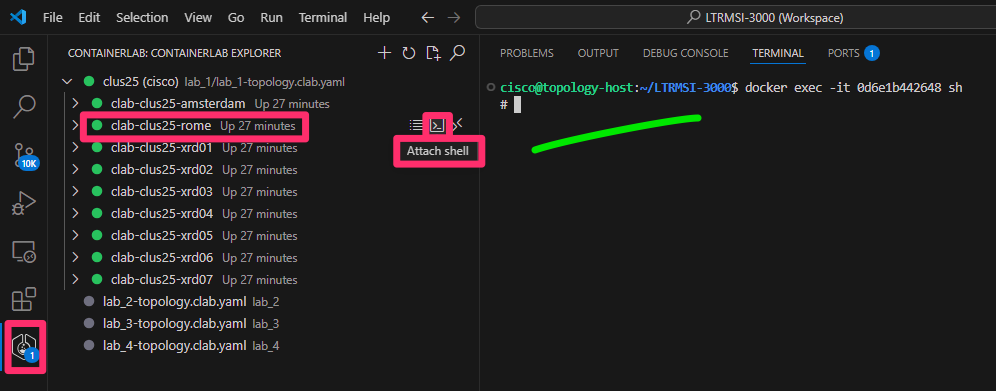 File Edit Selection View Go Run Terminal Help
LTRMSI-3000 (Workspace)
CONTAINERLAB: CONTAINERLAB EXPLORER
PROBLEMS OUTPUT DEBUG CONSOLE TERMINAL PORTS 1
clus25 (cisco) lab_1/lab_1-topology.clab.yaml
cisco@topology-host:~/LTRMSI-3000$ docker exec -it 0d6e1b442648 sh
#
clab-clus25-amsterdam Up 27 minutes
clab-clus25-rome Up 27 minutes
Attach shell
clab-clus25-xrd01 Up 27 minutes
clab-clus25-xrd02 Up 27 minutes
clab-clus25-xrd03 Up 27 minutes
clab-clus25-xrd04 Up 27 minutes
clab-clus25-xrd05 Up 27 minutes
clab-clus25-xrd06 Up 27 minutes
clab-clus25-xrd07 Up 27 minutes
lab_2-topology.clab.yaml lab_2
lab_3-topology.clab.yaml lab_3
lab_4-topology.clab.yaml lab_4
10K
1